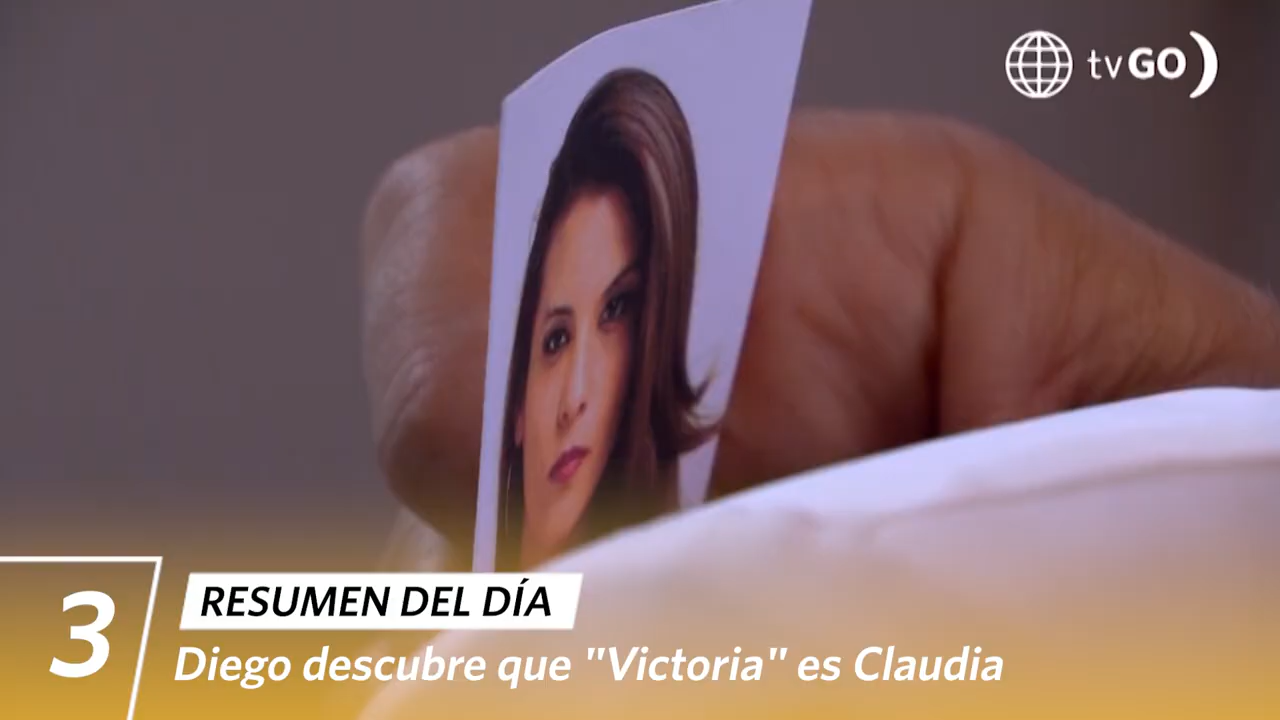 tvGO
3
RESUMEN DEL DÍA
Diego descubre que "Victoria" es Claudia